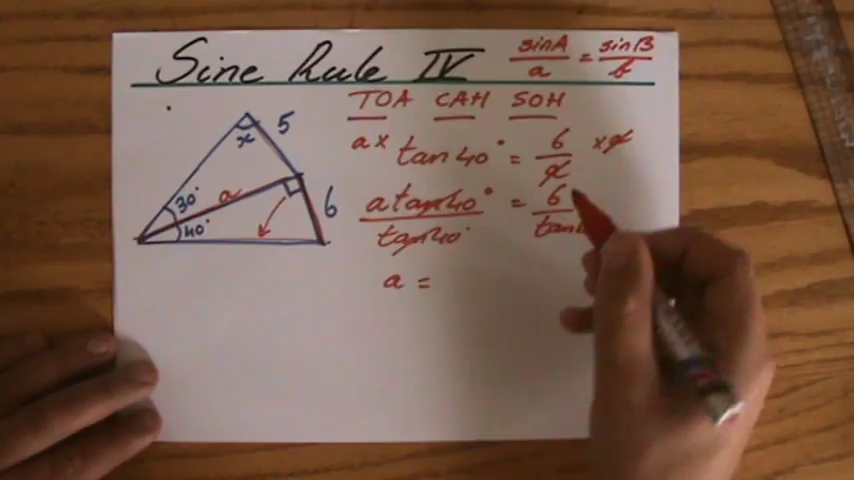 Sine Rule IV
sinA/a = sinB/b
TOA CAH SOH
a× tan40° = 6/a ×a
a tan40°/tan40° = 6/tan
a =
x 5
30° a
40° 6